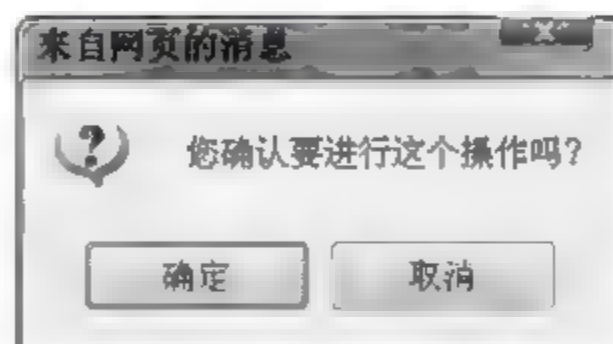 来自网页的消息
您确认要进行这个操作吗?
确定
取消